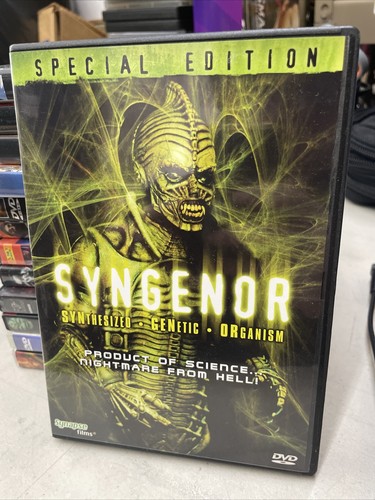 SPECIAL EDITION
SYNGENOR
SYNTHESIZED • GENETIC • ORGANISM
PRODUCT OF SCIENCE...
NIGHTMARE FROM HELL!
Synapse
films
DVD